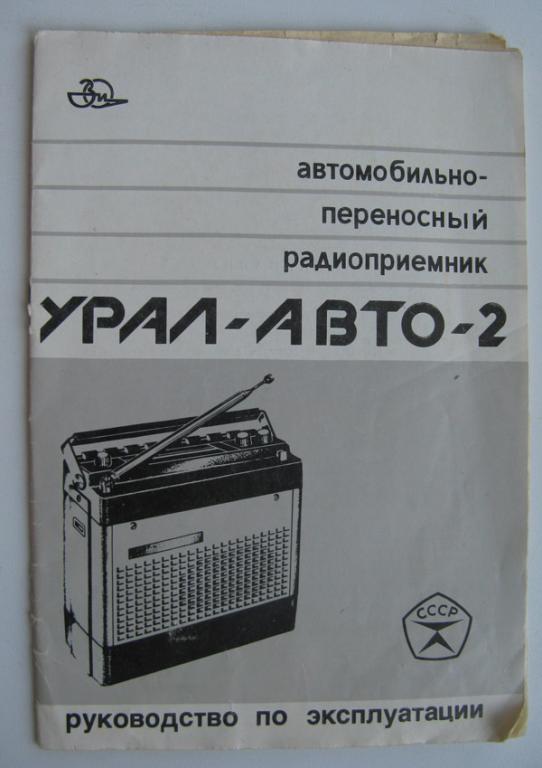 автомобильно-
переносный
радиоприемник
УРАЛ-АВТО-2
СССР
руководство по эксплуатации